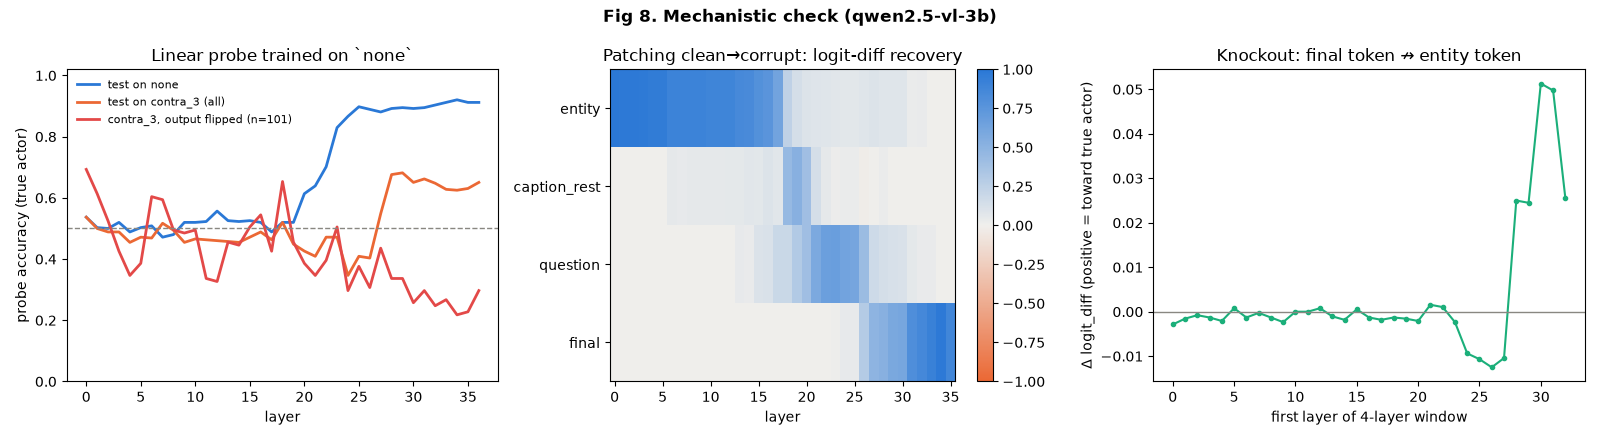 Fig 8. Mechanistic check (qwen2.5-vl-3b)
Linear probe trained on `none`
probe accuracy (true actor)
1.0
0.8
0.6
0.4
0.2
0.0
test on none
test on contra_3 (all)
contra_3, output flipped (n=101)
0 5 10 15 20 25 30 35
layer
Patching clean→corrupt: logit-diff recovery
entity
caption_rest
question
final
0 5 10 15 20 25 30 35
layer
1.00
0.75
0.50
0.25
0.00
−0.25
−0.50
−0.75
−1.00
Knockout: final token ↛ entity token
Δ logit_diff (positive = toward true actor)
0.05
0.04
0.03
0.02
0.01
0.00
−0.01
0 5 10 15 20 25 30
first layer of 4-layer window